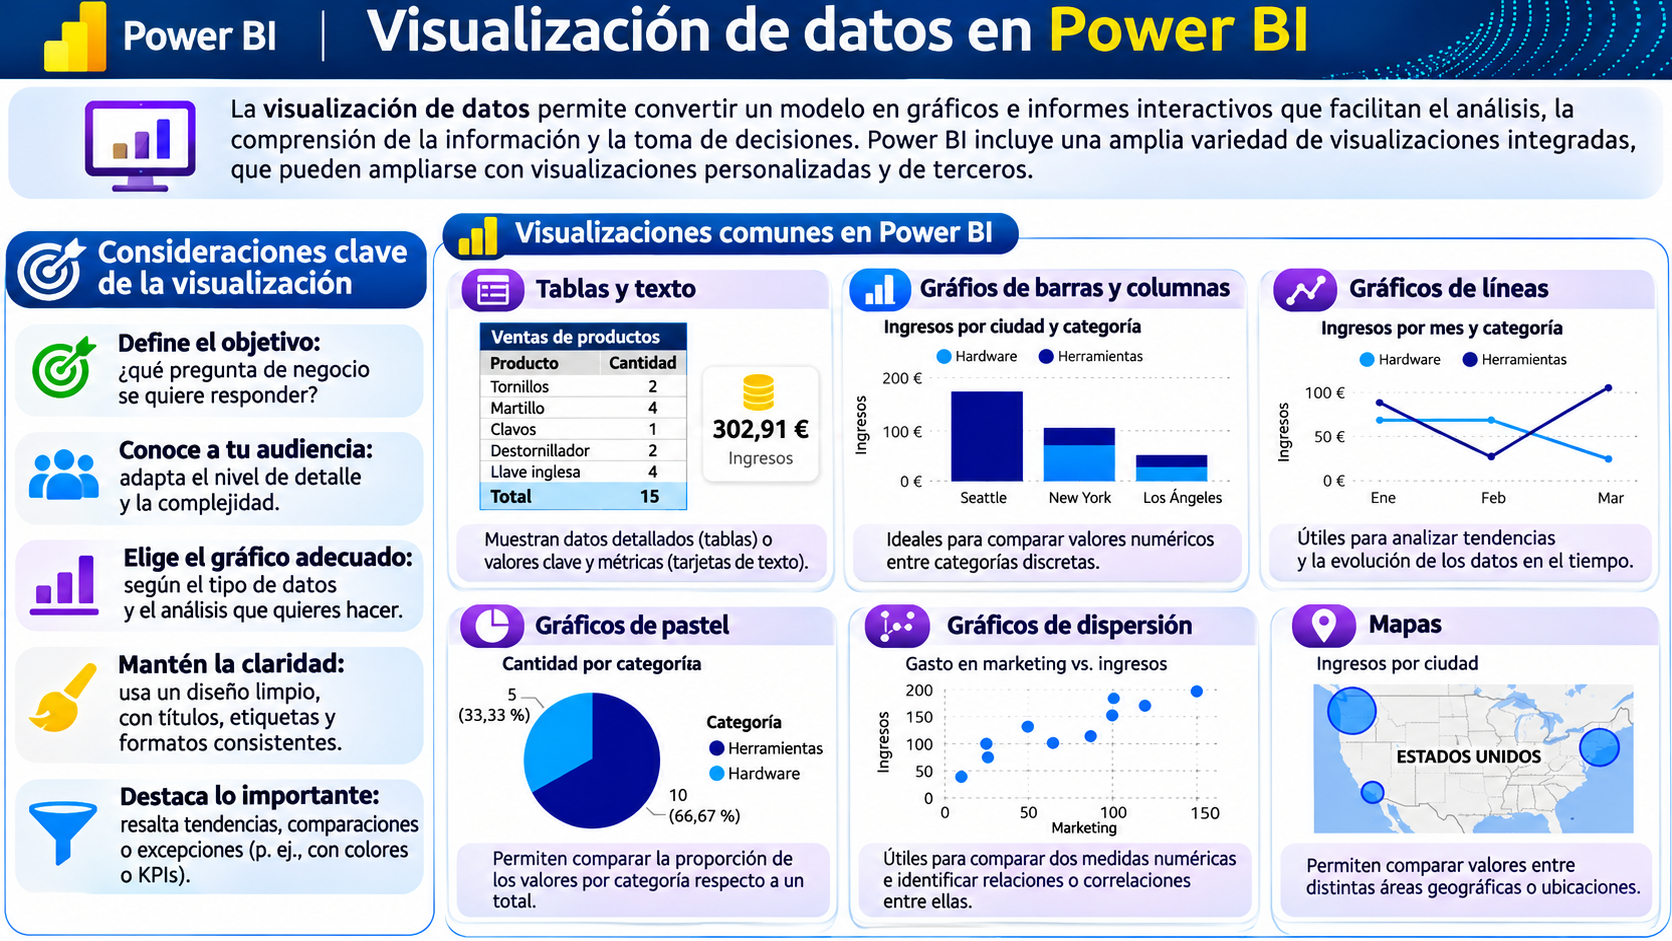 Power BI
Visualización de datos en Power BI
La visualización de datos permite convertir un modelo en gráficos e informes interactivos que facilitan el análisis, la
comprensión de la información y la toma de decisiones. Power BI incluye una amplia variedad de visualizaciones integradas,
que pueden ampliarse con visualizaciones personalizadas y de terceros.
Consideraciones clave
de la visualización
Define el objetivo:
¿qué pregunta de negocio
se quiere responder?
Conoce a tu audiencia:
adapta el nivel de detalle
y la complejidad.
Elige el gráfico adecuado:
según el tipo de datos
y el análisis que quieres hacer.
Mantén la claridad:
usa un diseño limpio,
con títulos, etiquetas y
formatos consistentes.
Destaca lo importante:
resalta tendencias, comparaciones
o excepciones (p. ej., con colores
o KPIs).
Visualizaciones comunes en Power BI
Tablas y texto
Ventas de productos
Producto Cantidad
Tornillos 2
Martillo 4
Clavos 1
Destornillador 2
Llave inglesa 4
Total 15
302,91 €
Ingresos
Muestran datos detallados (tablas) o
valores clave y métricas (tarjetas de texto).
Gráfios de barras y columnas
Ingresos por ciudad y categoría
Hardware Herramientas
Ingresos
200 €
100 €
0 €
Seattle New York Los Ángeles
Ideales para comparar valores numéricos
entre categorías discretas.
Gráficos de líneas
Ingresos por mes y categoría
Hardware Herramientas
Ingresos
100 €
50 €
0 €
Ene Feb Mar
Útiles para analizar tendencias
y la evolución de los datos en el tiempo.
Gráficos de pastel
Cantidad por categoría
5
(33,33 %)
Categoría
Herramientas
Hardware
10
(66,67 %)
Permiten comparar la proporción de
los valores por categoría respecto a un
total.
Gráficos de dispersión
Gasto en marketing vs. ingresos
Ingresos
200
150
100
50
0
0 50 100 150
Marketing
Útiles para comparar dos medidas numéricas
e identificar relaciones o correlaciones
entre ellas.
Mapas
Ingresos por ciudad
ESTADOS UNIDOS
Permiten comparar valores entre
distintas áreas geográficas o ubicaciones.